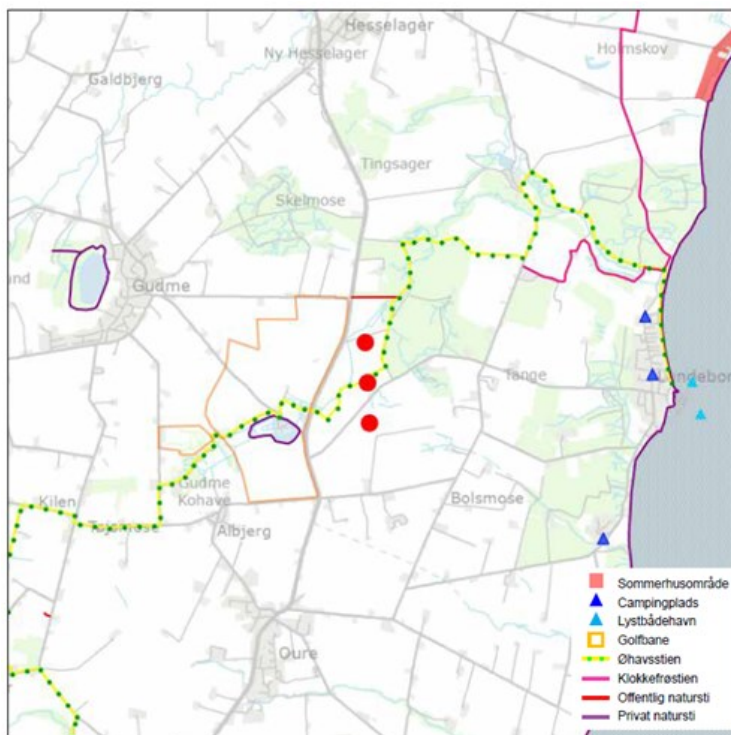 Hesselager
Ny Hesselager
Holmskov
Galdbjerg
Tingsager
Skelmose
Gudme
Tange
Gudme
Kohave
Kilen
Bolsmose
Albjerg
Oure
Sommerhusområde
Campingplads
Lystbådehavn
Golfbane
Øhavsstien
Klokkefrøstien
Offentlig natursti
Privat natursti